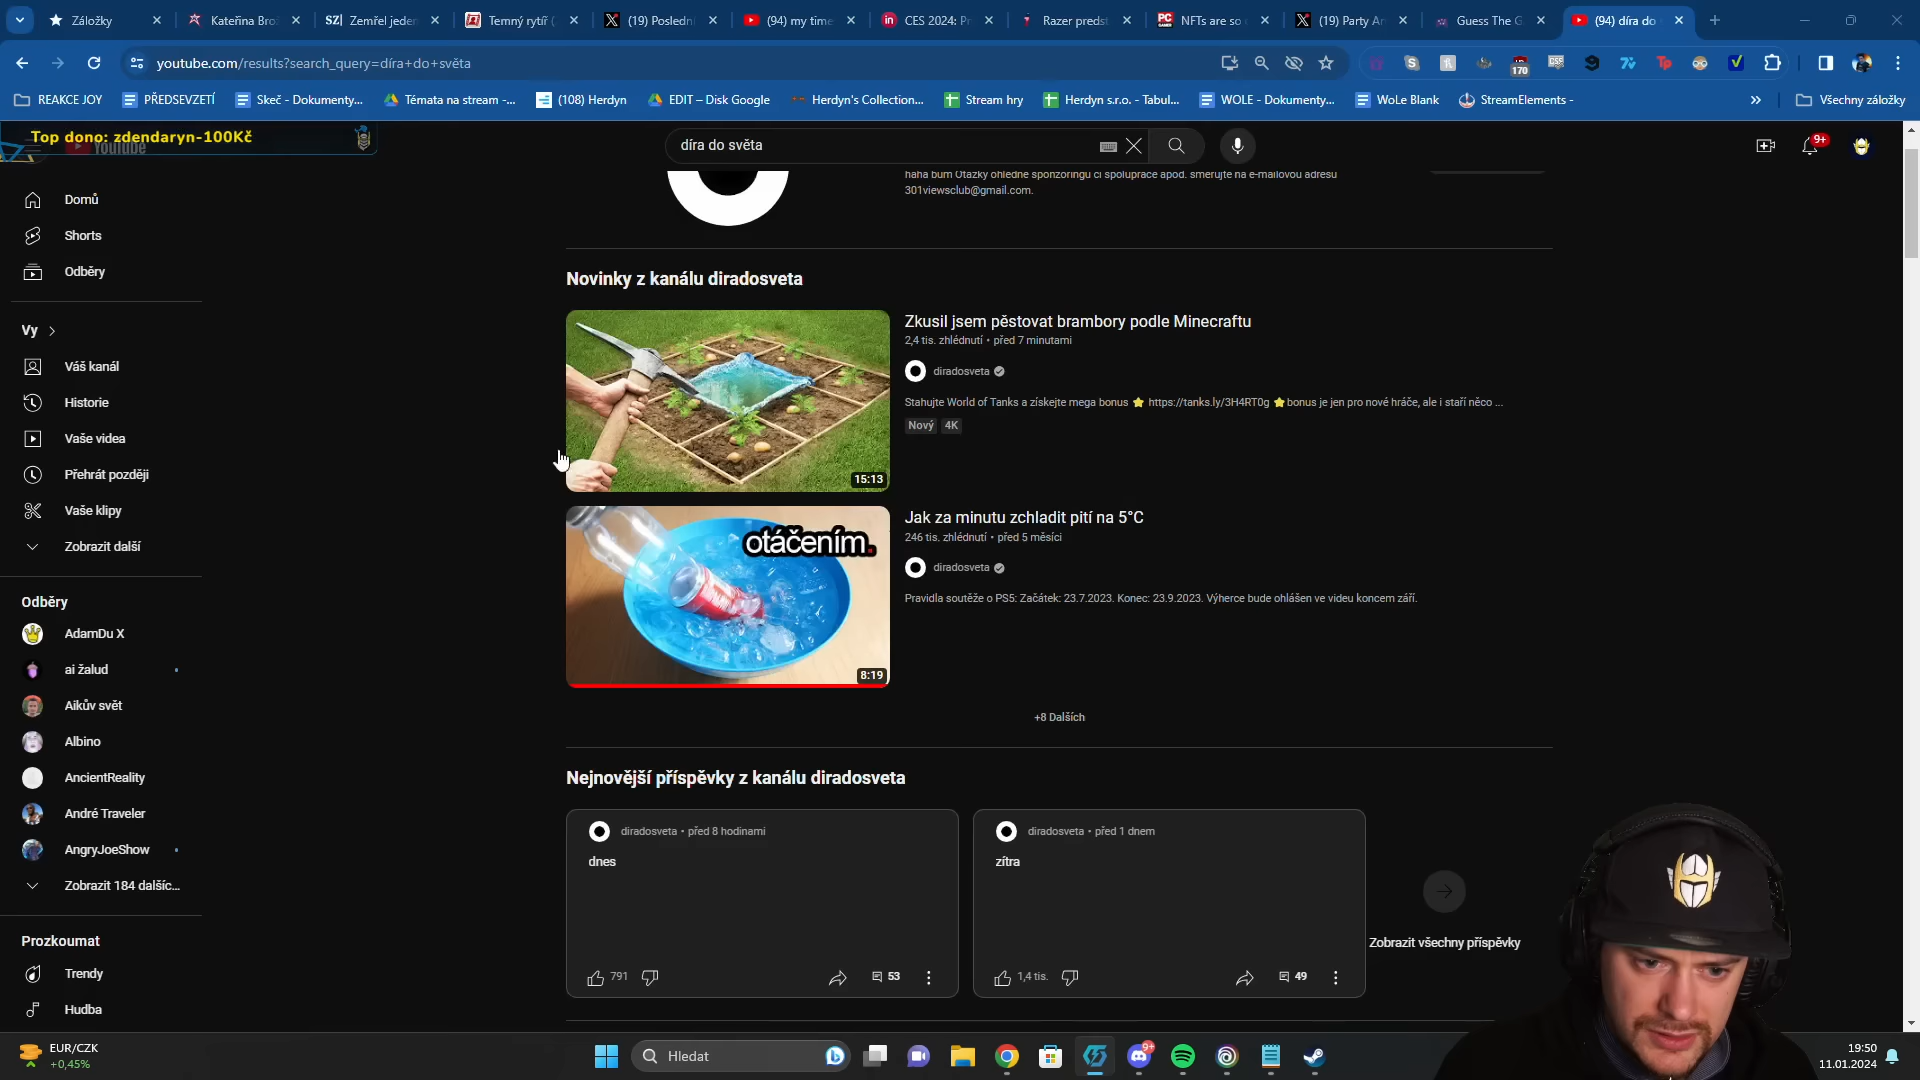 Záložky
Kateřina Bro
SZ| Zemřel jede
Temný rytíř (
(19) Posledn
(94) my time
in CES 2024: P
Razer předst
PC NFTs are so
(19) Party A
Guess The G
(94) díra do
youtube.com/results?search_query=díra+do+světa
170
REAKCE JOY
PŘEDSEVZETÍ
Skeč - Dokumenty...
Témata na stream -...
(108) Herdyn
EDIT – Disk Google
Herdyn's Collection...
Stream hry
Herdyn s.r.o. - Tabul...
WOLE - Dokumenty...
WoLe Blank
StreamElements -
Všechny záložky
Top dono: zdendaryn-100Kč
YouTube
díra do světa
9+
haha bum Otázky ohledně sponzoringu či spolupráce apod. směřujte na e-mailovou adresu
301viewsclub@gmail.com.
Domů
Shorts
Odběry
Vy
Váš kanál
Historie
Vaše videa
Přehrát později
Vaše klipy
Zobrazit další
Odběry
AdamDu X
ai žalud
Aikův svět
Albino
AncientReality
André Traveler
AngryJoeShow
Zobrazit 184 dalšíc...
Prozkoumat
Trendy
Hudba
Novinky z kanálu diradosveta
15:13
Zkusil jsem pěstovat brambory podle Minecraftu
2,4 tis. zhlédnutí • před 7 minutami
diradosveta
Stahujte World of Tanks a získejte mega bonus ⭐ https://tanks.ly/3H4RT0g ⭐ bonus je jen pro nové hráče, ale i staří něco ...
Nový 4K
otáčením.
8:19
Jak za minutu zchladit pití na 5°C
246 tis. zhlédnutí • před 5 měsíci
diradosveta
Pravidla soutěže o PS5: Začátek: 23.7.2023. Konec: 23.9.2023. Výherce bude ohlášen ve videu koncem září.
+8 Dalších
Nejnovější příspěvky z kanálu diradosveta
diradosveta • před 8 hodinami
dnes
791
53
diradosveta • před 1 dnem
zítra
1,4 tis.
49
Zobrazit všechny příspěvky
EUR/CZK
+0,45%
Hledat
9+
19:50
11.01.2024